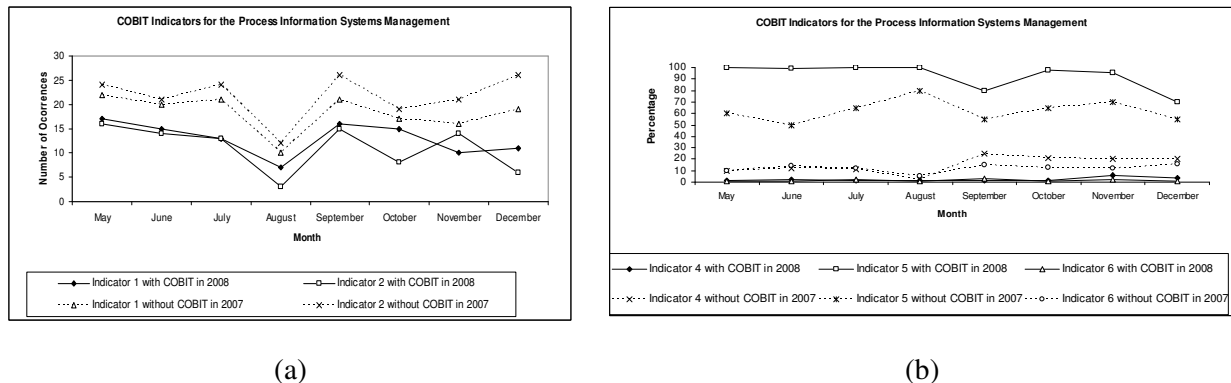 COBIT Indicators for the Process Information Systems Management
30
25
20
15
10
5
0
Number of Ocorrences
May June July August September October November December
Month
Indicator 1 with COBIT in 2008 Indicator 2 with COBIT in 2008
Indicator 1 without COBIT in 2007 Indicator 2 without COBIT in 2007
(a)
COBIT Indicators for the Process Information Systems Management
100
90
80
70
60
50
40
30
20
10
0
Percentage
May June July August September October November December
Month
Indicator 4 with COBIT in 2008 Indicator 5 with COBIT in 2008 Indicator 6 with COBIT in 2008
Indicator 4 without COBIT in 2007 Indicator 5 without COBIT in 2007 Indicator 6 without COBIT in 2007
(b)